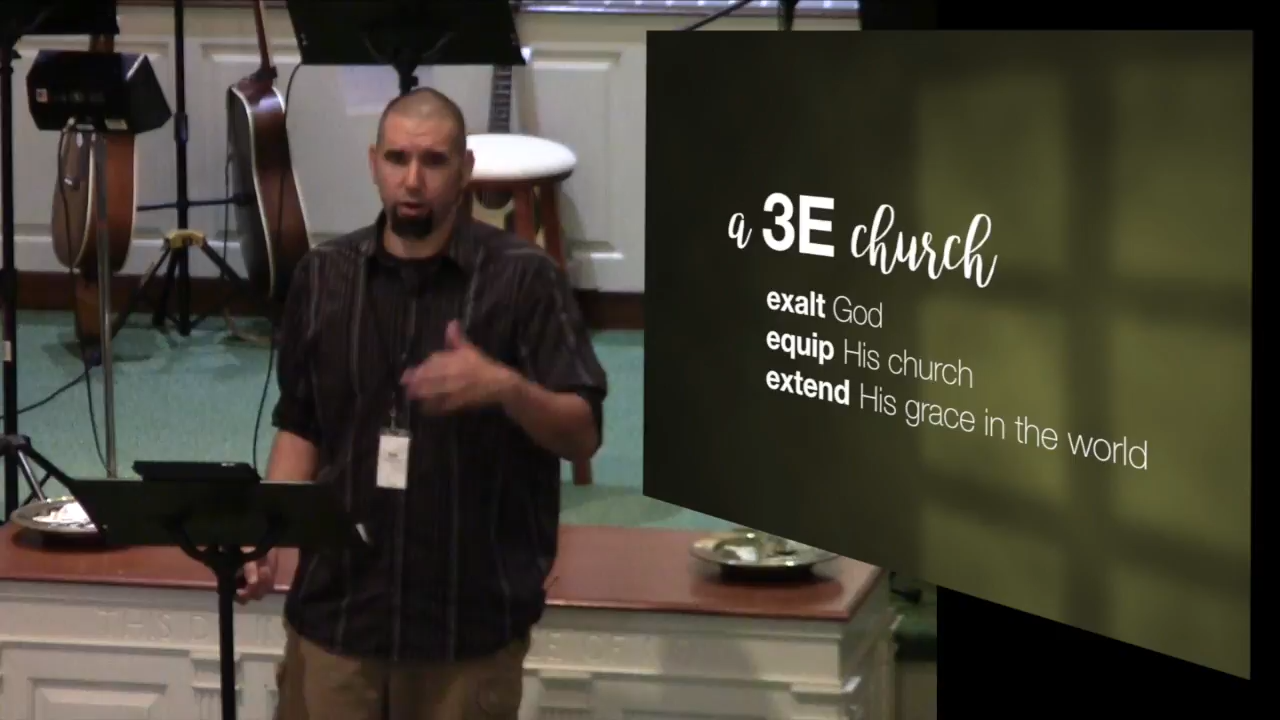 a 3E church
exalt God
equip His church
extend His grace in the world